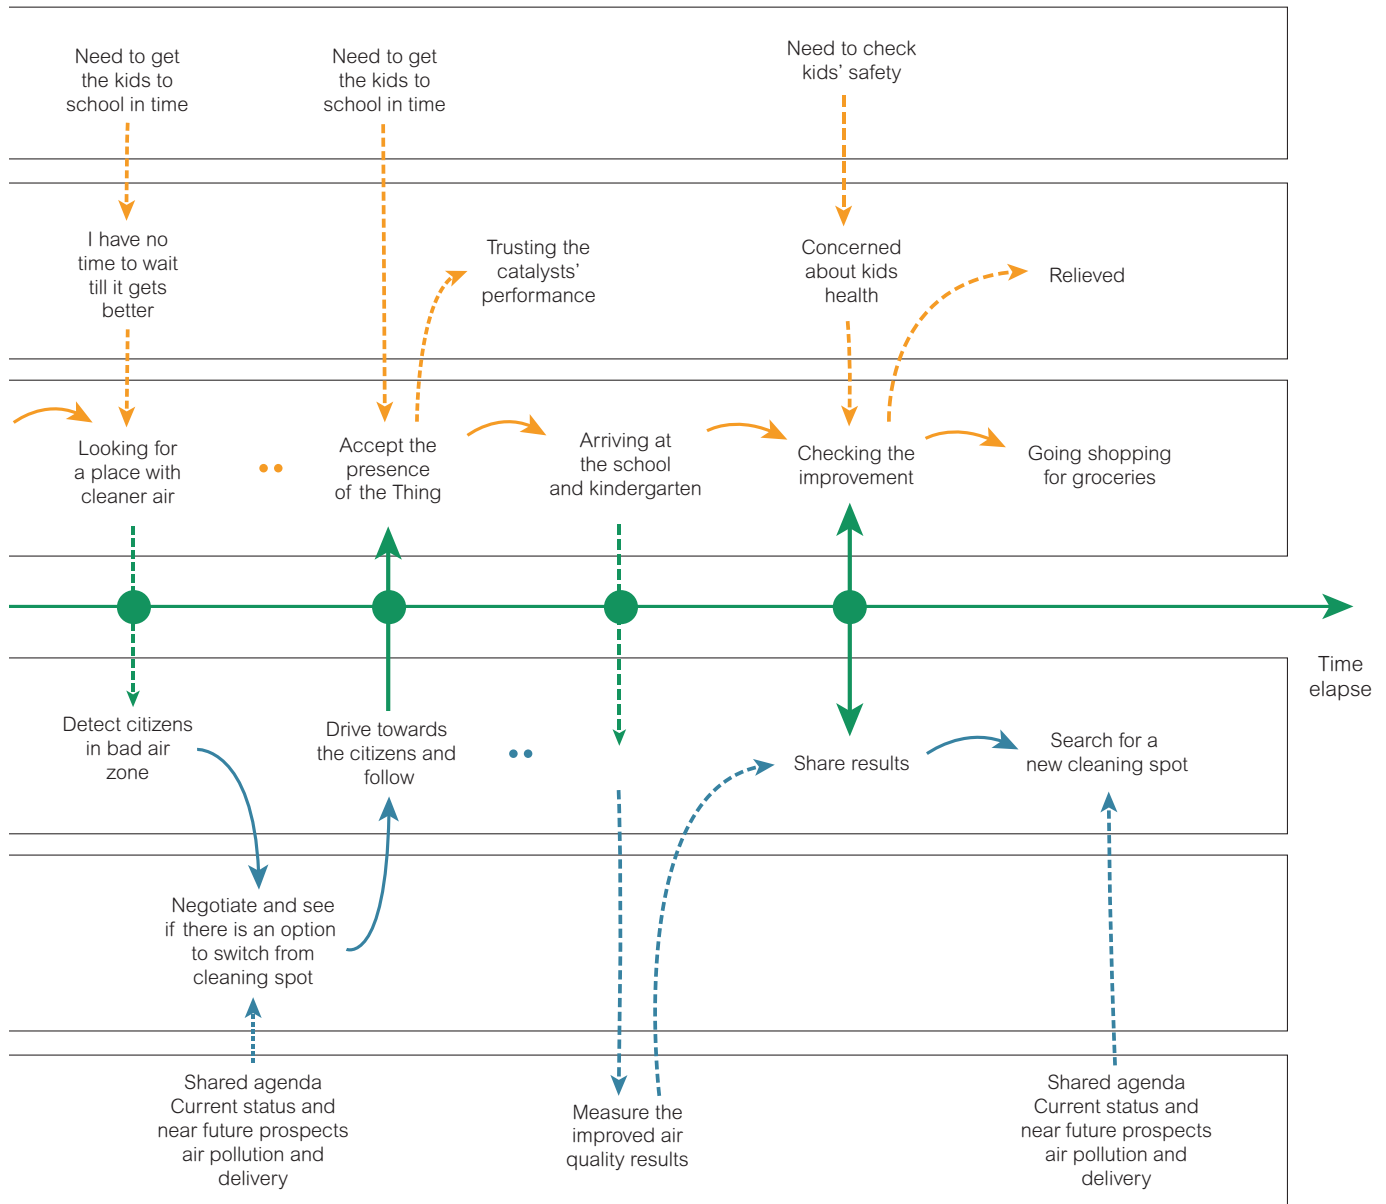 Need to get
the kids to
school in time
Need to get
the kids to
school in time
Need to check
kids' safety
I have no
time to wait
till it gets
better
Trusting the
catalysts'
performance
Concerned
about kids
health
Relieved
Looking for
a place with
cleaner air
Accept the
presence
of the Thing
Arriving at
the school
and kindergarten
Checking the
improvement
Going shopping
for groceries
Time
elapse
Detect citizens
in bad air
zone
Drive towards
the citizens and
follow
Share results
Search for a
new cleaning spot
Negotiate and see
if there is an option
to switch from
cleaning spot
Shared agenda
Current status and
near future prospects
air pollution and
delivery
Measure the
improved air
quality results
Shared agenda
Current status and
near future prospects
air pollution and
delivery